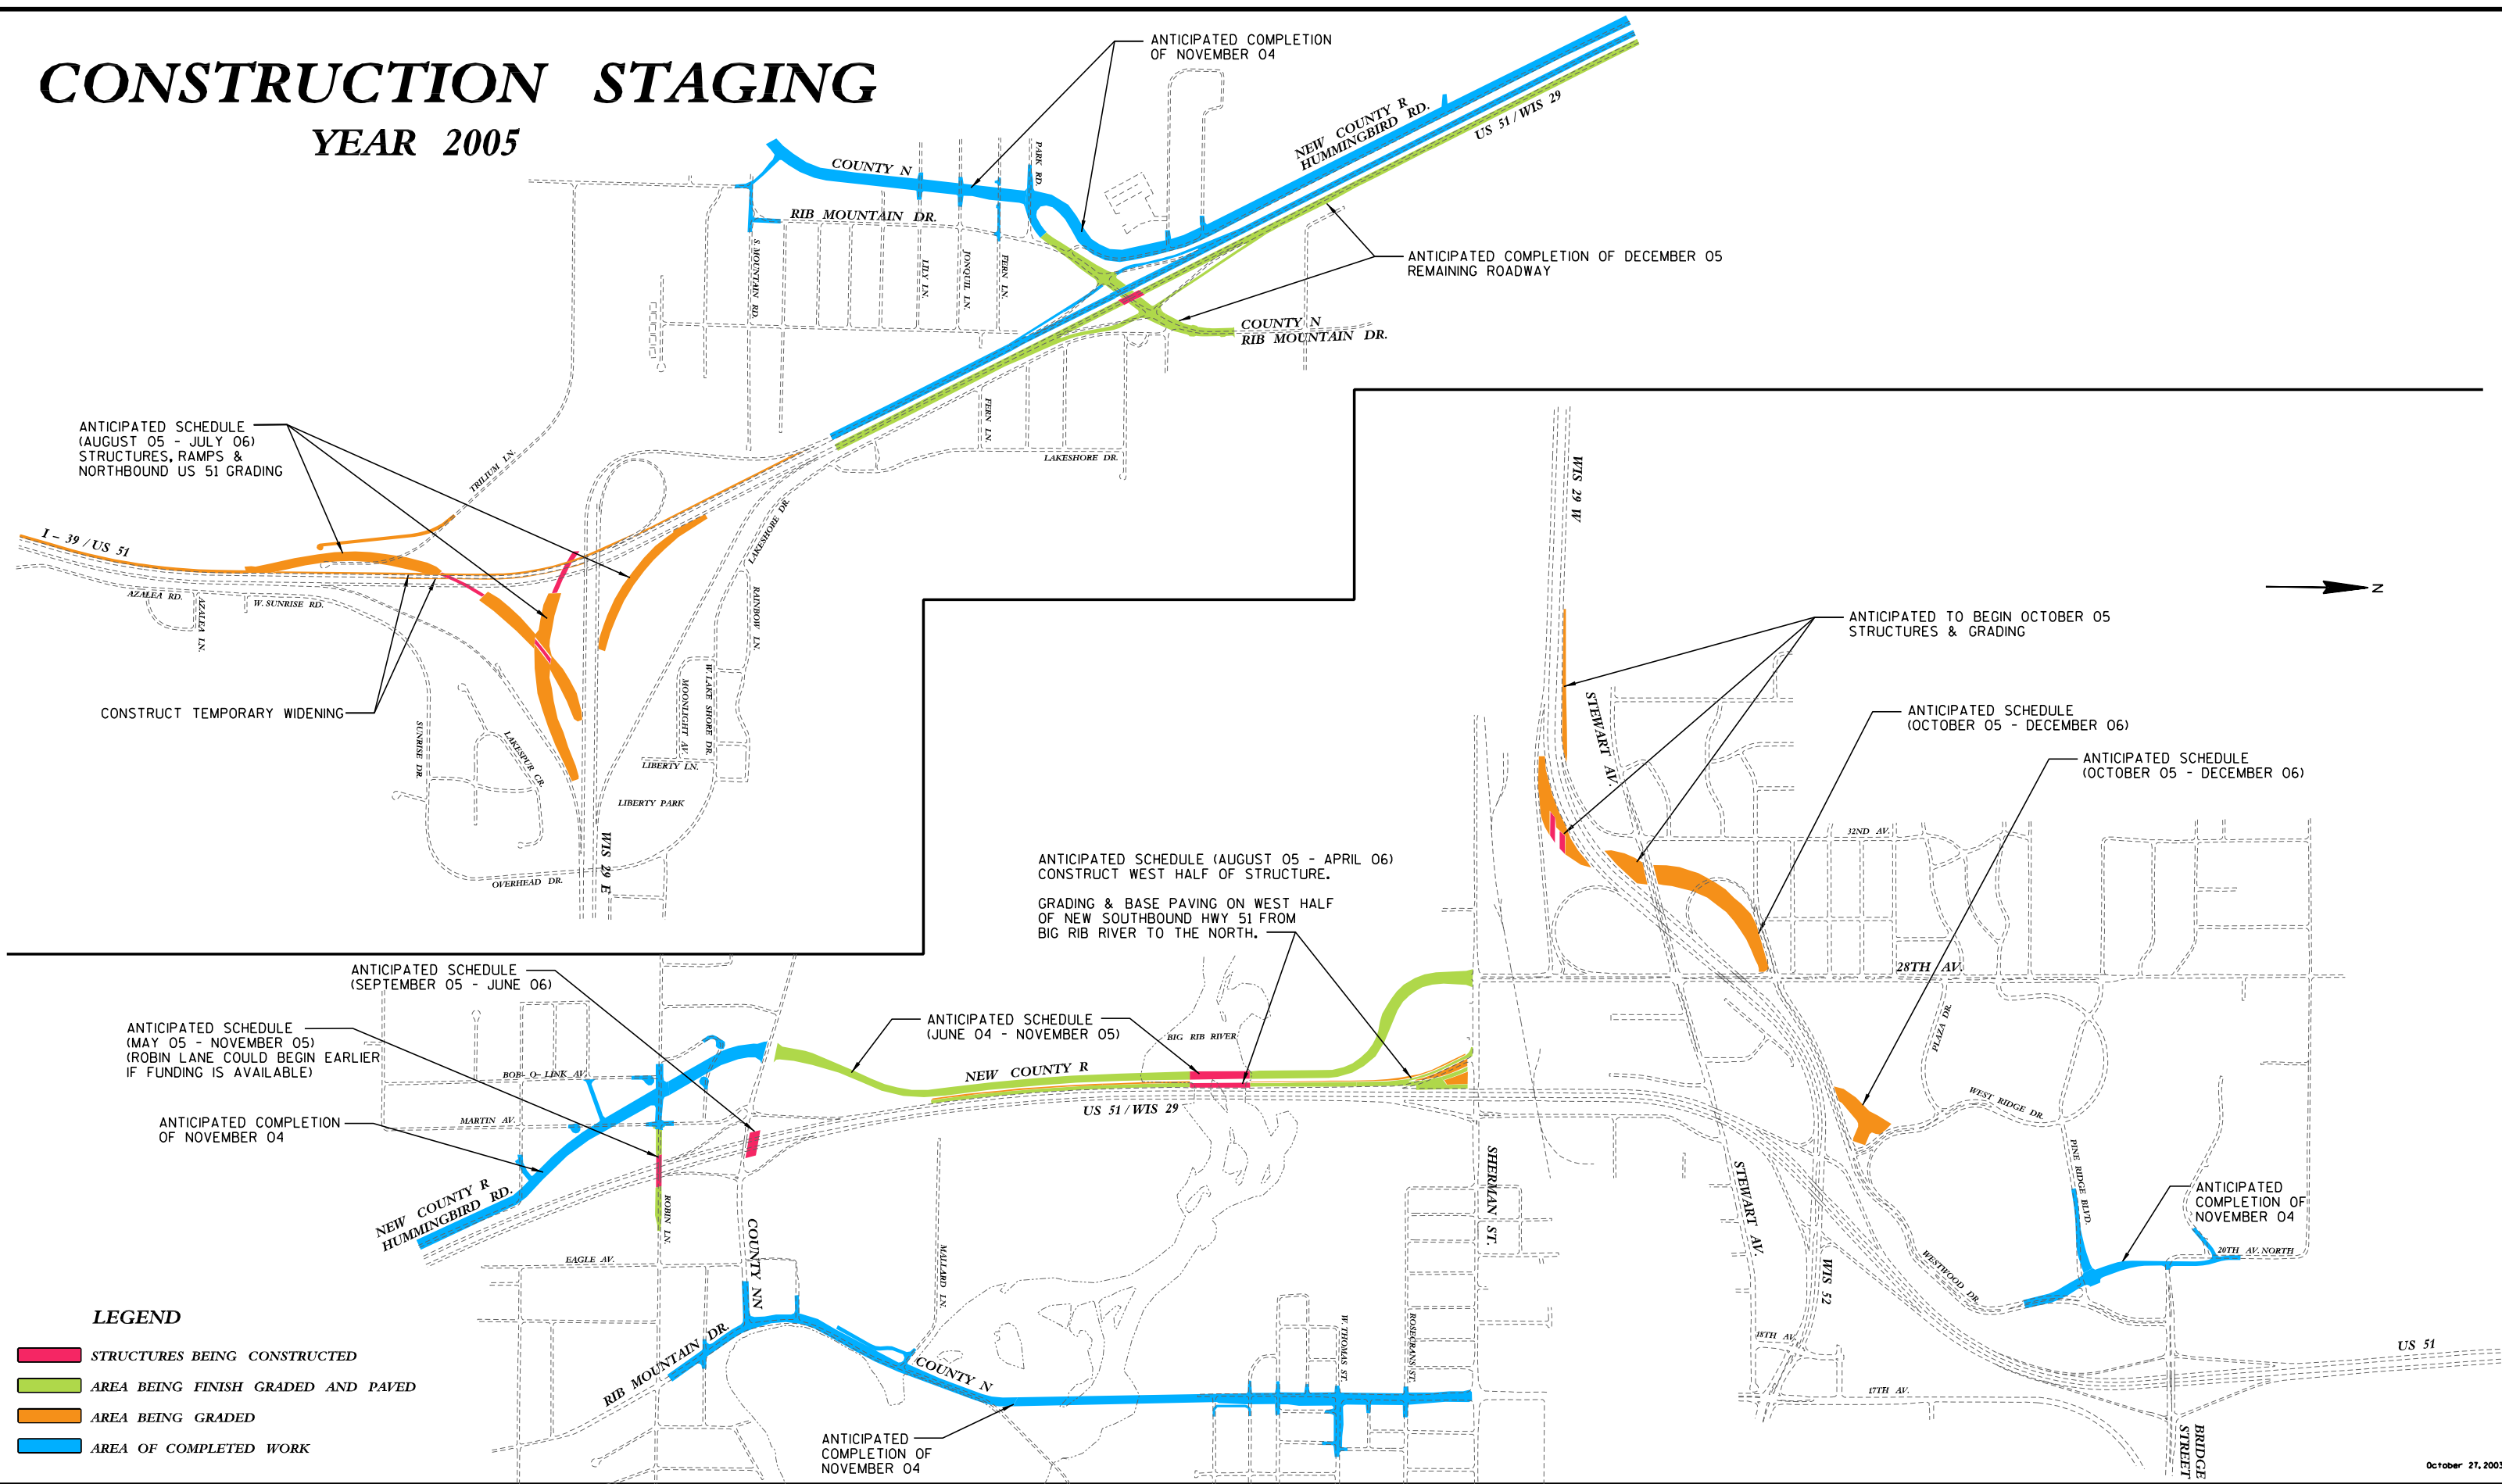 CONSTRUCTION STAGING
YEAR 2005
ANTICIPATED COMPLETION
OF NOVEMBER 04
NEW COUNTY R
HUMMINGBIRD RD.
US 51 / WIS 29
COUNTY N
PARK RD.
RIB MOUNTAIN DR.
S. MOUNTAIN RD.
LILY LN.
JONQUIL LN.
FERN LN.
ANTICIPATED COMPLETION OF DECEMBER 05
REMAINING ROADWAY
COUNTY N
RIB MOUNTAIN DR.
FERN LN.
LAKESHORE DR.
ANTICIPATED SCHEDULE
(AUGUST 05 - JULY 06)
STRUCTURES, RAMPS &
NORTHBOUND US 51 GRADING
TRILIUM LN.
I - 39 / US 51
LAKESHORE DR.
AZALEA RD.
AZALEA LN.
W. SUNRISE RD.
RAINBOW LN.
W. LAKE SHORE DR.
MOONLIGHT AV.
CONSTRUCT TEMPORARY WIDENING
SUNRISE DR.
LAKESPUR CR.
LIBERTY LN.
LIBERTY PARK
WIS 29 E
OVERHEAD DR.
WIS 29 W
N
ANTICIPATED TO BEGIN OCTOBER 05
STRUCTURES & GRADING
STEWART AV.
ANTICIPATED SCHEDULE
(OCTOBER 05 - DECEMBER 06)
ANTICIPATED SCHEDULE
(OCTOBER 05 - DECEMBER 06)
32ND AV.
ANTICIPATED SCHEDULE (AUGUST 05 - APRIL 06)
CONSTRUCT WEST HALF OF STRUCTURE.
GRADING & BASE PAVING ON WEST HALF
OF NEW SOUTHBOUND HWY 51 FROM
BIG RIB RIVER TO THE NORTH.
28TH AV.
ANTICIPATED SCHEDULE
(SEPTEMBER 05 - JUNE 06)
ANTICIPATED SCHEDULE
(MAY 05 - NOVEMBER 05)
(ROBIN LANE COULD BEGIN EARLIER
IF FUNDING IS AVAILABLE)
ANTICIPATED SCHEDULE
(JUNE 04 - NOVEMBER 05)
BIG RIB RIVER
PLAZA DR.
BOB-O-LINK AV.
NEW COUNTY R
US 51 / WIS 29
WEST RIDGE DR.
ANTICIPATED COMPLETION
OF NOVEMBER 04
MARTIN AV.
PINE RIDGE BLVD.
SHERMAN ST.
STEWART AV.
NEW COUNTY R
HUMMINGBIRD RD.
ROBIN LN.
COUNTY NN
MALLARD LN.
ANTICIPATED
COMPLETION OF
NOVEMBER 04
EAGLE AV.
WIS 52
WESTWOOD DR.
20TH AV. NORTH
LEGEND
STRUCTURES BEING CONSTRUCTED
AREA BEING FINISH GRADED AND PAVED
AREA BEING GRADED
AREA OF COMPLETED WORK
RIB MOUNTAIN DR.
COUNTY N
W. THOMAS ST
ROSECRANS ST
18TH AV.
17TH AV.
US 51
ANTICIPATED
COMPLETION OF
NOVEMBER 04
BRIDGE
STREET
October 27, 2003